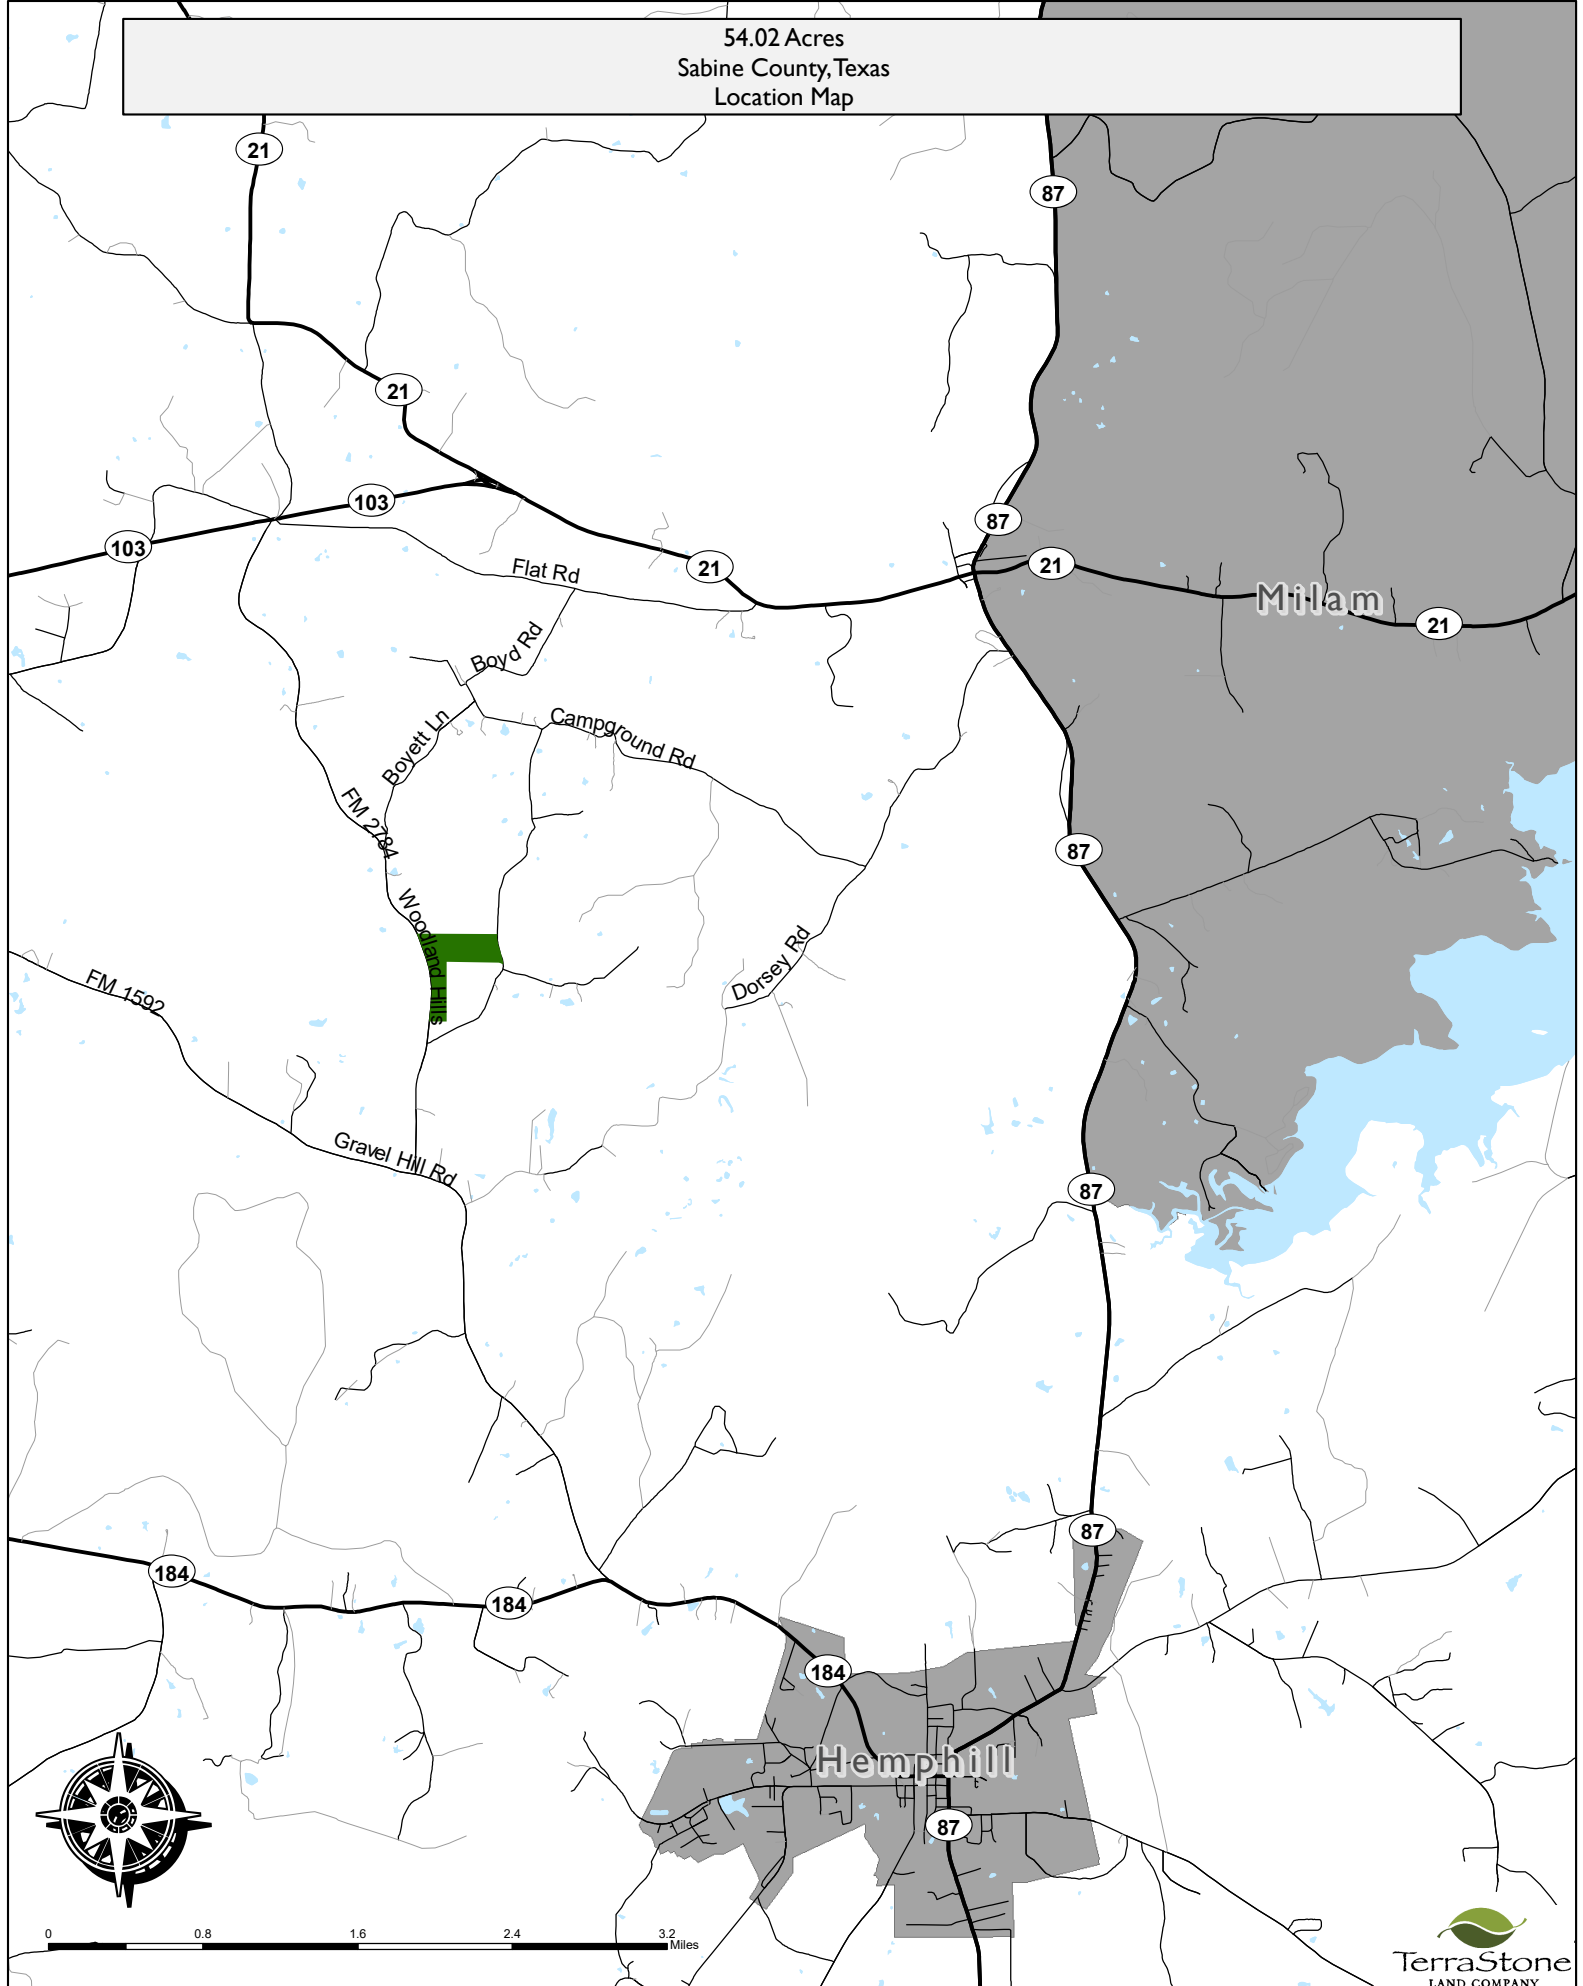 54.02 Acres
Sabine County, Texas
Location Map
21
87
21
103
87
103
21
21
Flat Rd
Milam
21
Boyd Rd
Boyett Ln
Campground Rd
FM 2784
87
Woodland Hills
Dorsey Rd
FM 1592
Gravel Hill Rd
87
87
184
184
184
Hemphill
87
0 0.8 1.6 2.4 3.2
Miles
TerraStone
LAND COMPANY